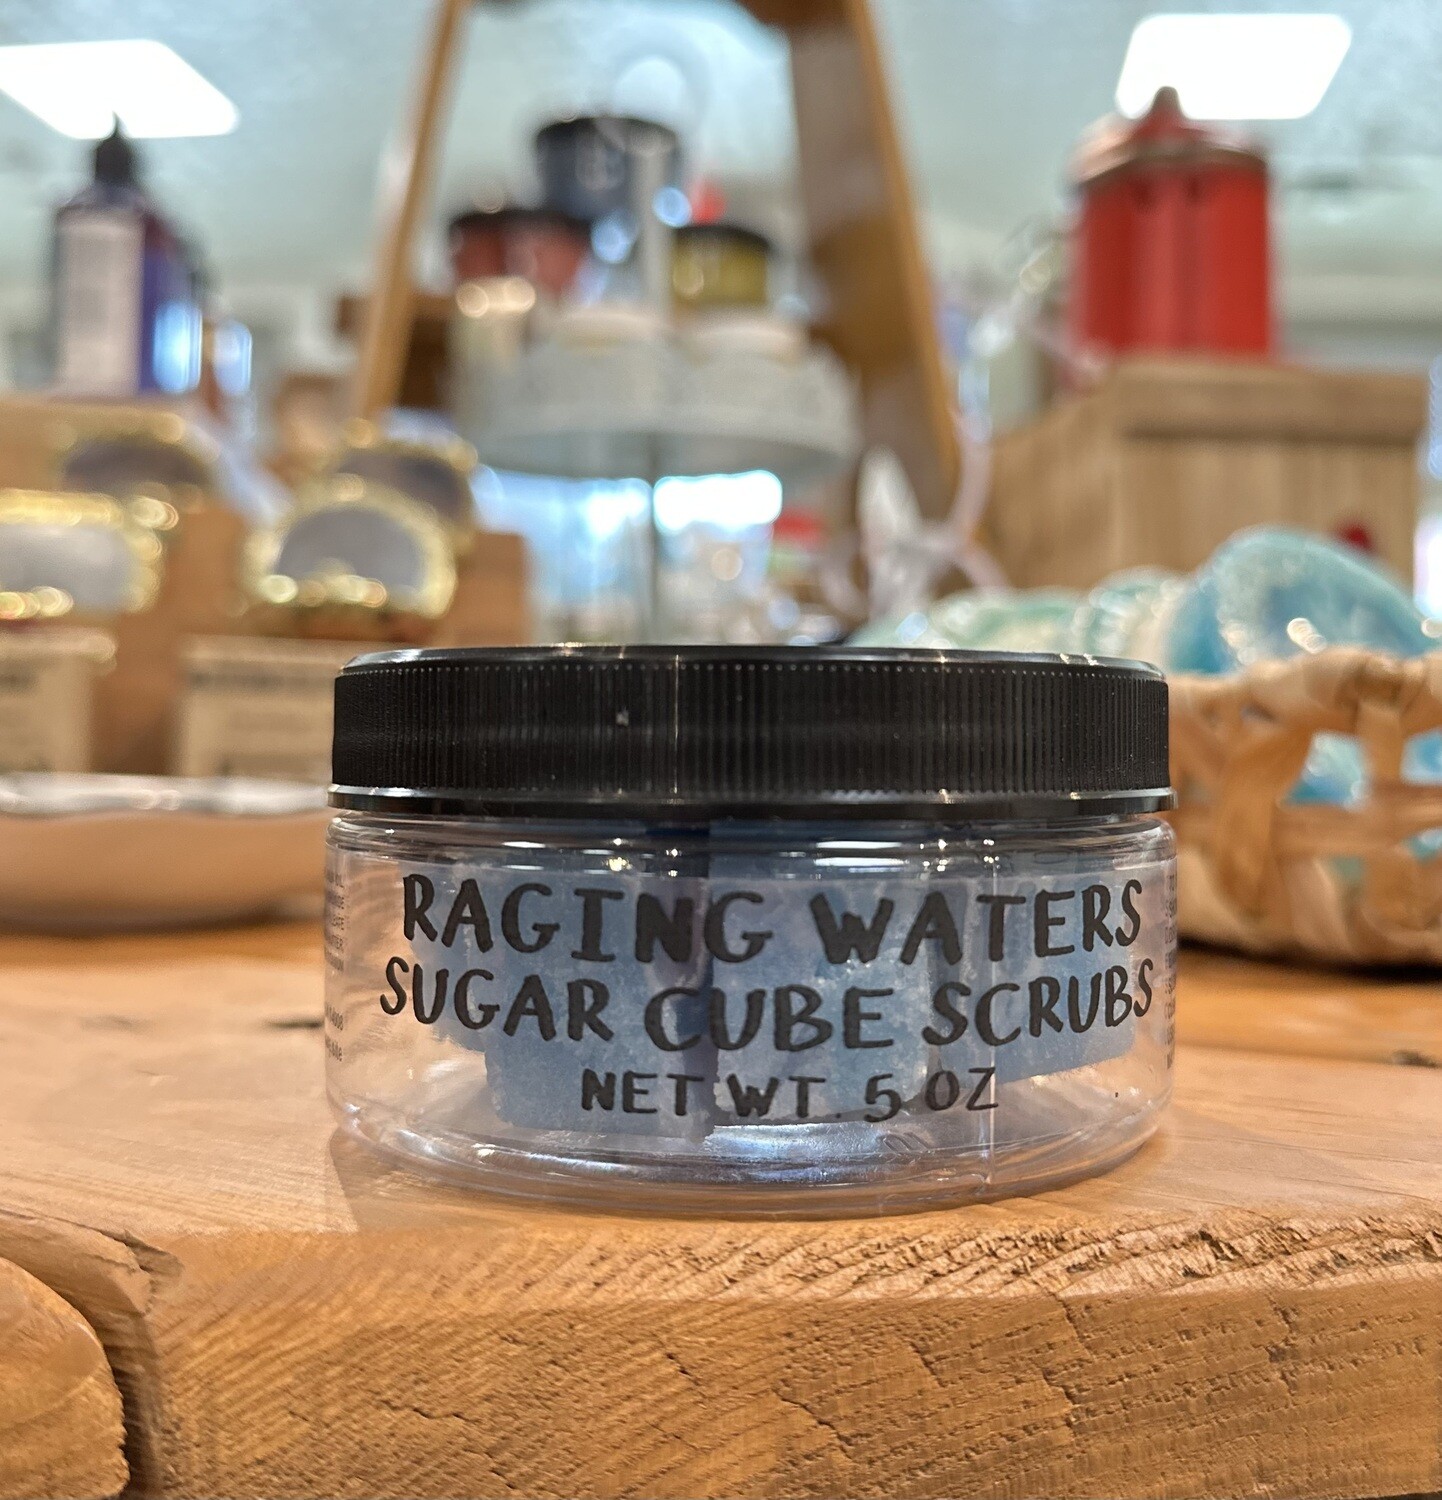 RAGING WATERS
SUGAR CUBE SCRUBS
NET WT. 5 OZ